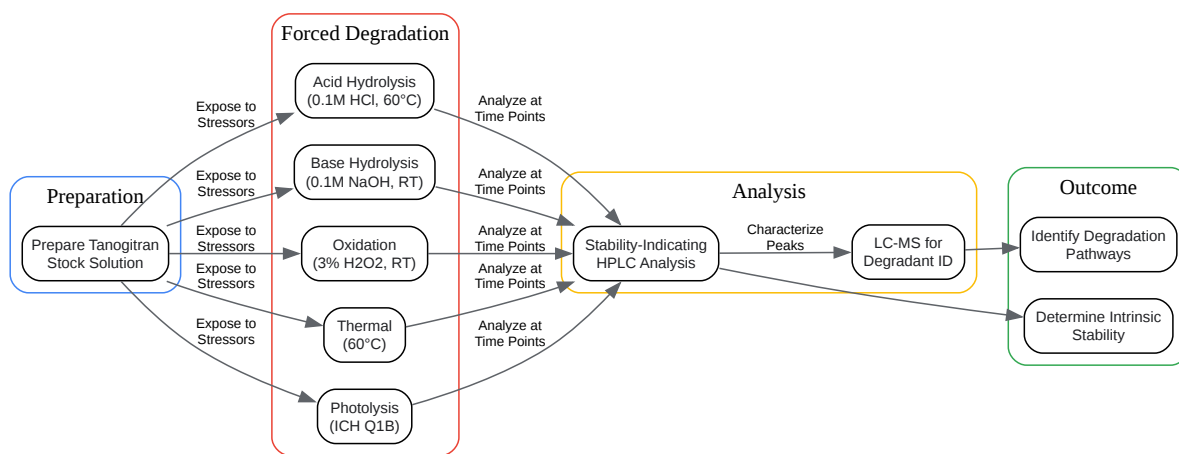 Preparation
Prepare Tanogitran
Stock Solution
Expose to
Stressors
Expose to
Stressors
Expose to
Stressors
Expose to
Stressors
Expose to
Stressors
Forced Degradation
Acid Hydrolysis
(0.1M HCl, 60°C)
Base Hydrolysis
(0.1M NaOH, RT)
Oxidation
(3% H2O2, RT)
Thermal
(60°C)
Photolysis
(ICH Q1B)
Analyze at
Time Points
Analyze at
Time Points
Analyze at
Time Points
Analyze at
Time Points
Analyze at
Time Points
Analysis
Stability-Indicating
HPLC Analysis
Characterize
Peaks
LC-MS for
Degradant ID
Outcome
Identify Degradation
Pathways
Determine Intrinsic
Stability